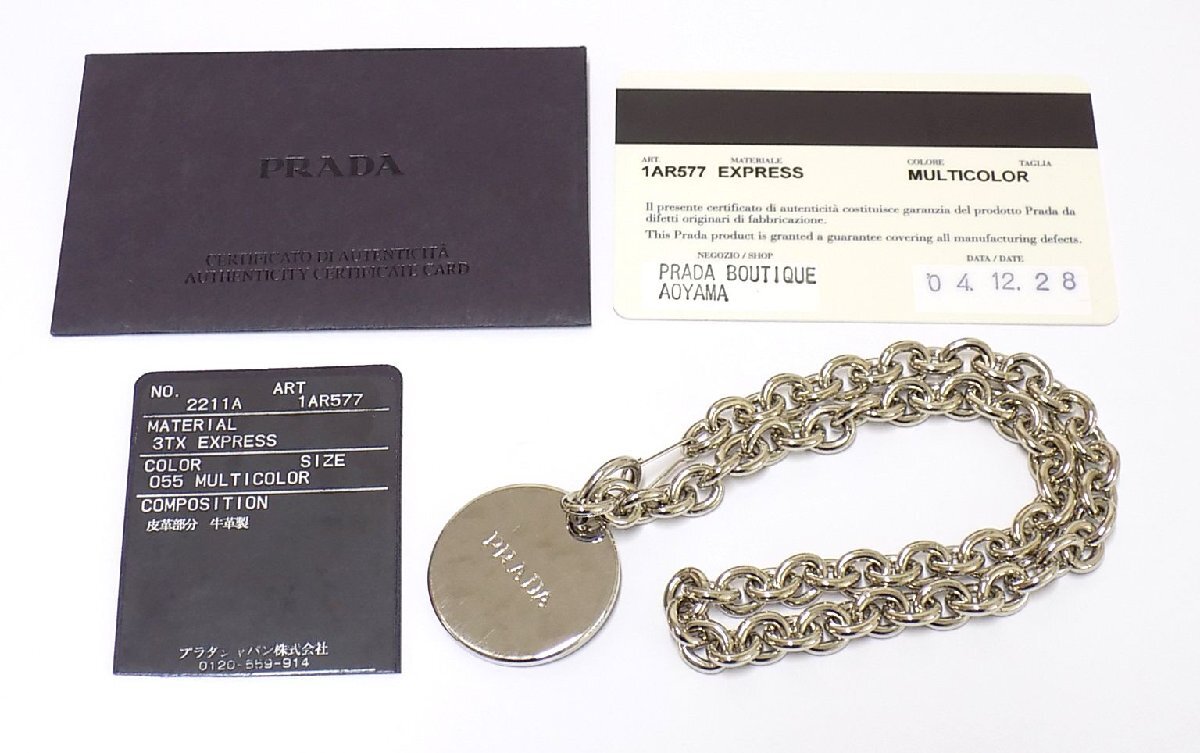 PRADA
CERTIFICATO DI AUTENTICITÀ
AUTHENTICITY CERTIFICATE CARD
ART. MATERIALE COLORE TAGLIA
1AR577 EXPRESS MULTICOLOR
Il presente certificato di autenticità costituisce garanzia del prodotto Prada da
difetti originari di fabbricazione.
This Prada product is granted a guarantee covering all manufacturing defects.
NEGOZIO / SHOP DATA / DATE
PRADA BOUTIQUE
AOYAMA
'0 4. 12. 2 8
NO. ART
2211A 1AR577
MATERIAL
3TX EXPRESS
COLOR SIZE
055 MULTICOLOR
COMPOSITION
皮革部分 牛革製
プラダジャパン株式会社
0120-559-914
PRADA